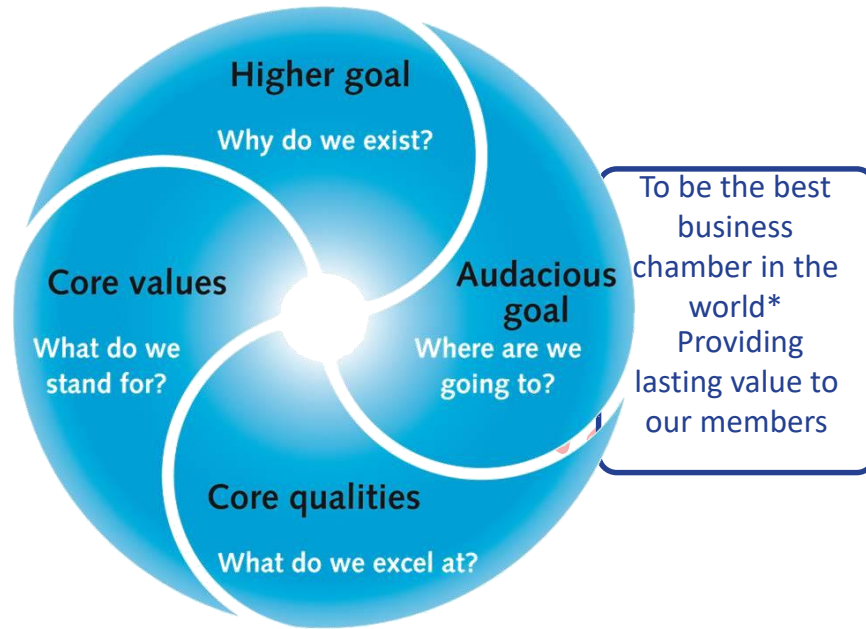 Higher goal
Why do we exist?
Core values
What do we
stand for?
Audacious
goal
Where are we
going to?
Core qualities
What do we excel at?
To be the best
business
chamber in the
world*
Providing
lasting value to
our members